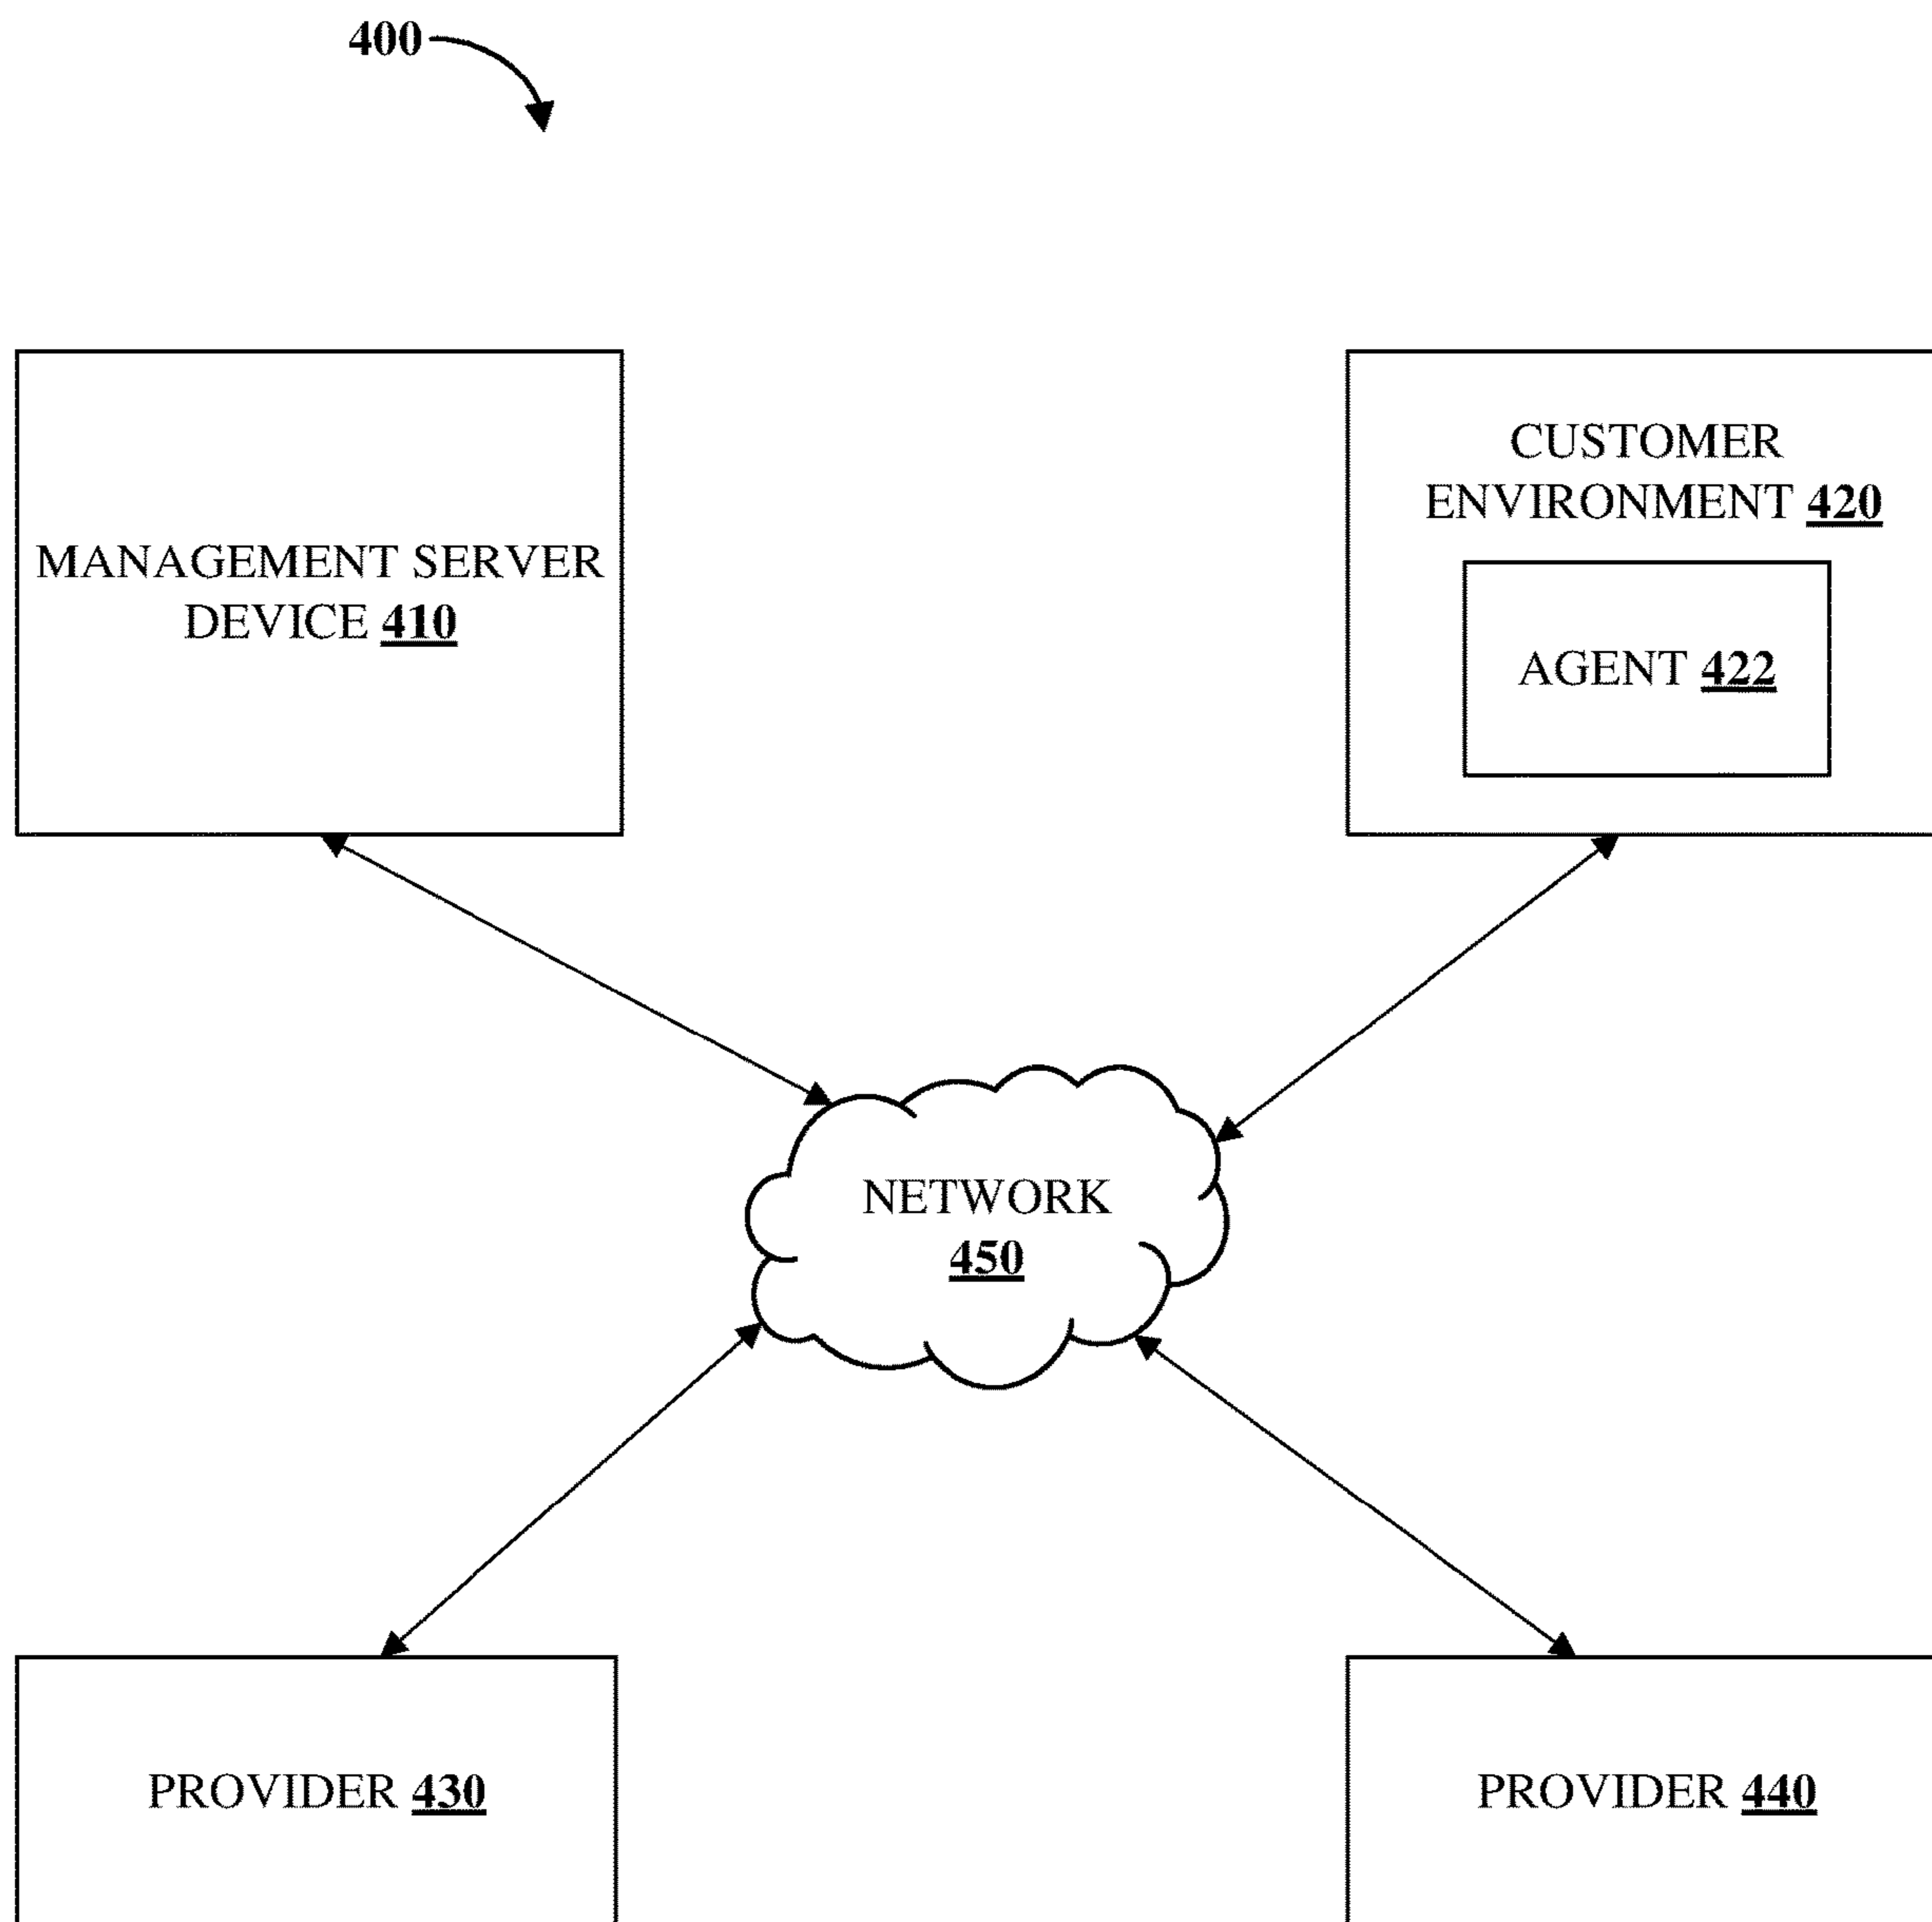 400
MANAGEMENT SERVER
DEVICE 410
CUSTOMER
ENVIRONMENT 420
AGENT 422
NETWORK
450
PROVIDER 430
PROVIDER 440